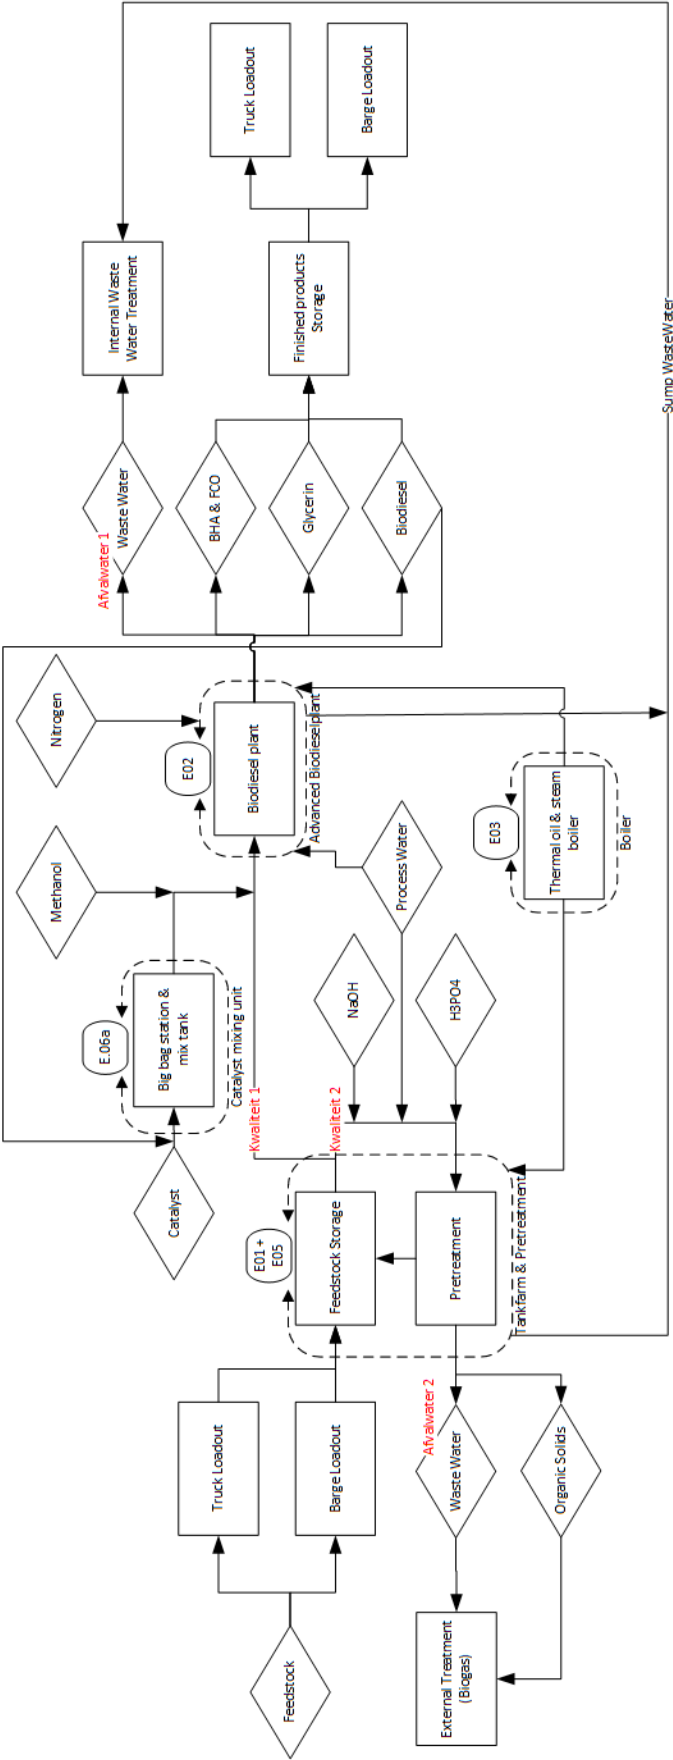 Truck Loadout
Barge Loadout
Internal Waste
Water Treatment
Finished products
Storage
Sump WasteWater
Afvalwater 1
Waste Water
BHA & FCO
Glycerin
Biodiesel
Nitrogen
E02
Biodiesel plant
Advanced Biodieselplant
Methanol
Process Water
E03
Thermal oil & steam
boiler
Boiler
E.06a
Big bag station &
mix tank
Catalyst mixing unit
NaOH
H3PO4
Catalyst
Kwaliteit 1
Kwaliteit 2
E01 +
E05
Feedstock Storage
Pretreatment
Tankfarm & Pretreatment
Truck Loadout
Barge Loadout
Afvalwater 2
Waste Water
Organic Solids
Feedstock
External Treatment
(Biogas)